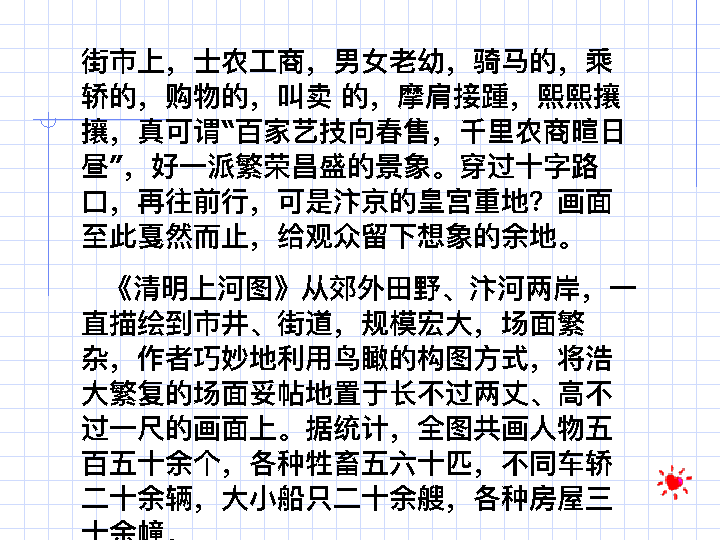 街市上，士农工商，男女老幼，骑马的，乘
轿的，购物的，叫卖 的，摩肩接踵，熙熙攘
攘，真可谓“百家艺技向春售，千里农商暄日
昼”，好一派繁荣昌盛的景象。穿过十字路
口，再往前行，可是汴京的皇宫重地？画面
至此戛然而止，给观众留下想象的余地。
《清明上河图》从郊外田野、汴河两岸，一
直描绘到市井、街道，规模宏大，场面繁
杂，作者巧妙地利用鸟瞰的构图方式，将浩
大繁复的场面妥帖地置于长不过两丈、高不
过一尺的画面上。据统计，全图共画人物五
百五十余个，各种牲畜五六十匹，不同车轿
二十余辆，大小船只二十余艘，各种房屋三
十余幢，